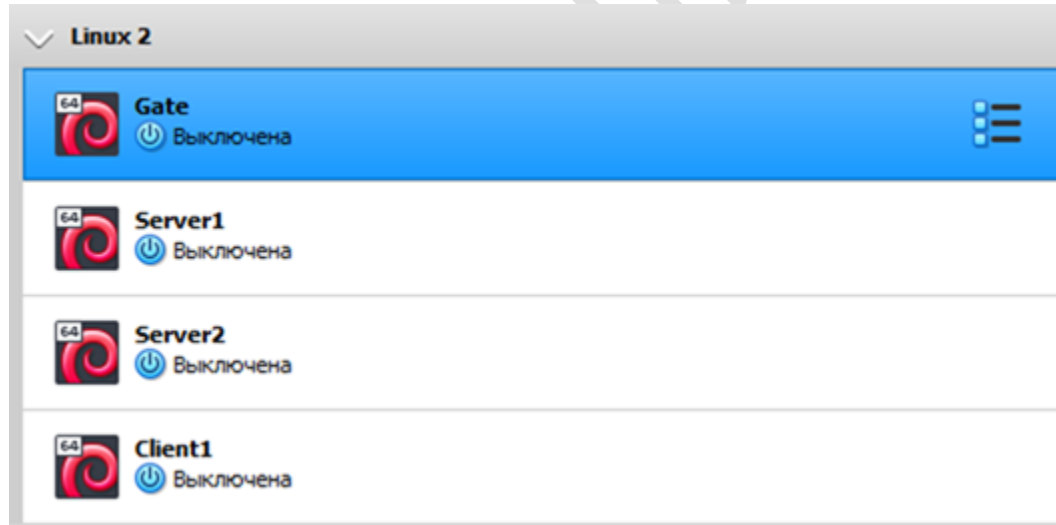 Linux 2
64
Gate
Выключена
64
Server1
Выключена
64
Server2
Выключена
64
Client1
Выключена